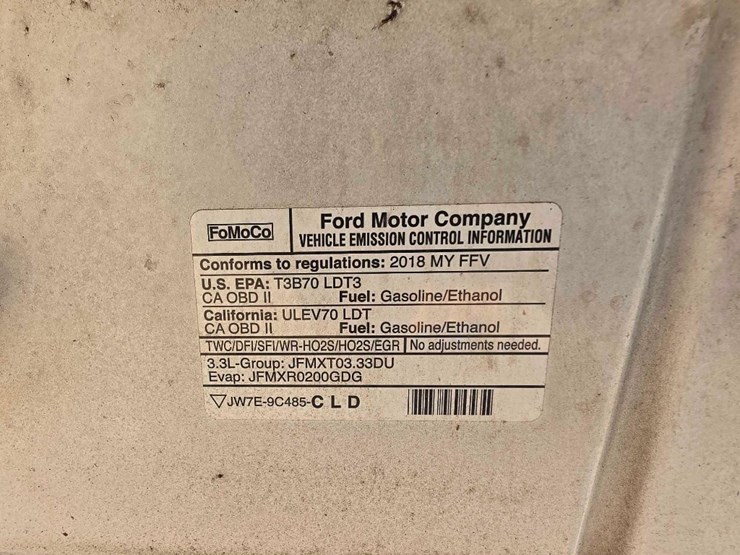 FoMoCo
Ford Motor Company
VEHICLE EMISSION CONTROL INFORMATION
Conforms to regulations: 2018 MY FFV
U.S. EPA: T3B70 LDT3
CA OBD II Fuel: Gasoline/Ethanol
California: ULEV70 LDT
CA OBD II Fuel: Gasoline/Ethanol
TWC/DFI/SFI/WR-HO2S/HO2S/EGR No adjustments needed.
3.3L-Group: JFMXT03.33DU
Evap: JFMXR0200GDG
JW7E-9C485-C L D